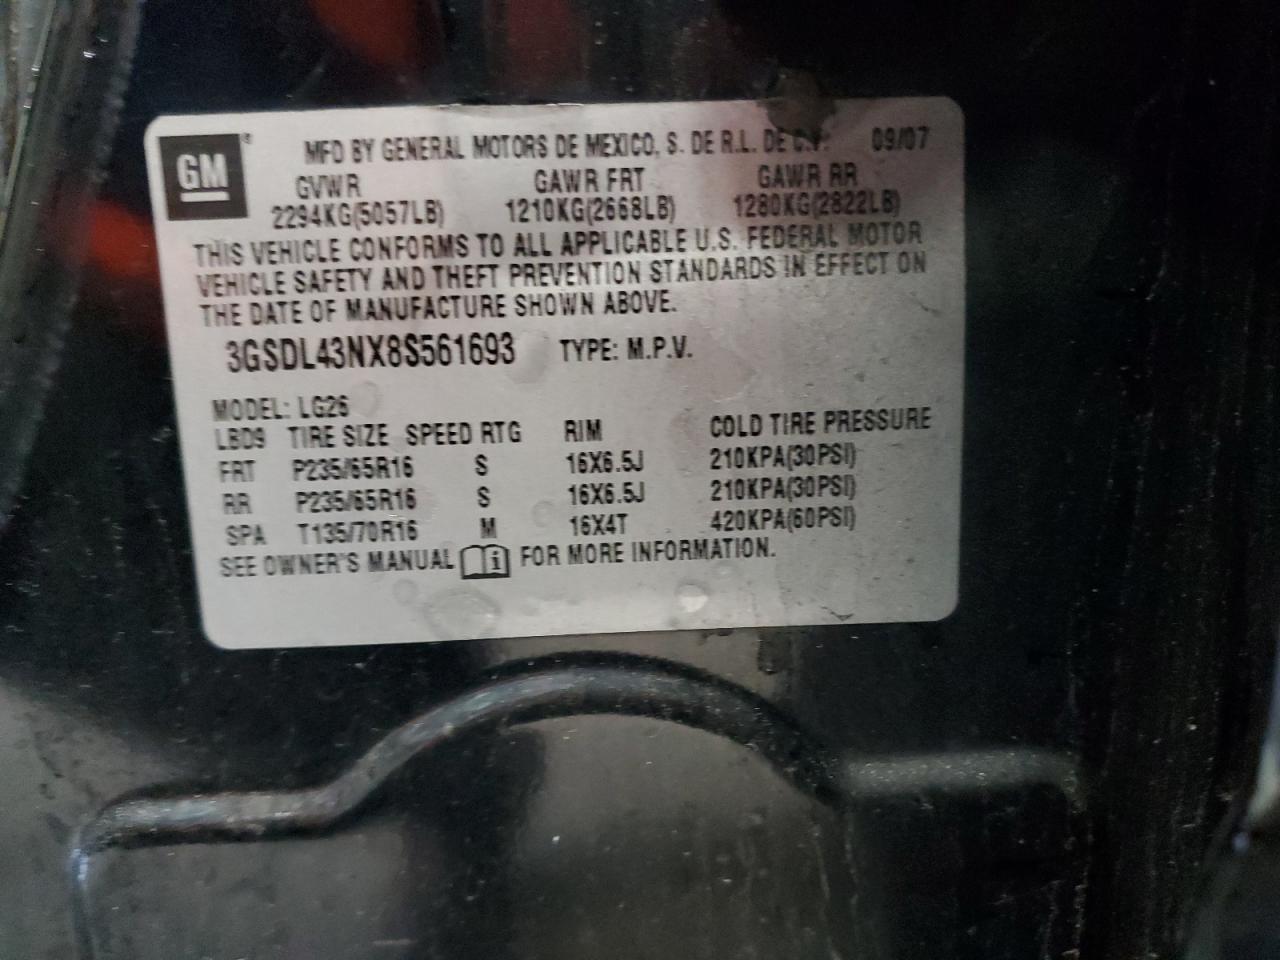 GM ® MFD BY GENERAL MOTORS DE MEXICO, S. DE R.L. DE C.V. 09/07
GVWR GAWR FRT GAWR RR
2294KG(5057LB) 1210KG(2668LB) 1280KG(2822LB)
THIS VEHICLE CONFORMS TO ALL APPLICABLE U.S. FEDERAL MOTOR
VEHICLE SAFETY AND THEFT PREVENTION STANDARDS IN EFFECT ON
THE DATE OF MANUFACTURE SHOWN ABOVE.
3GSDL43NX8S561693 TYPE: M.P.V.
MODEL: LG26
LBD9 TIRE SIZE SPEED RTG RIM COLD TIRE PRESSURE
FRT P235/65R16 S 16X6.5J 210KPA(30PSI)
RR P235/65R16 S 16X6.5J 210KPA(30PSI)
SPA T135/70R16 M 16X4T 420KPA(60PSI)
SEE OWNER'S MANUAL i FOR MORE INFORMATION.